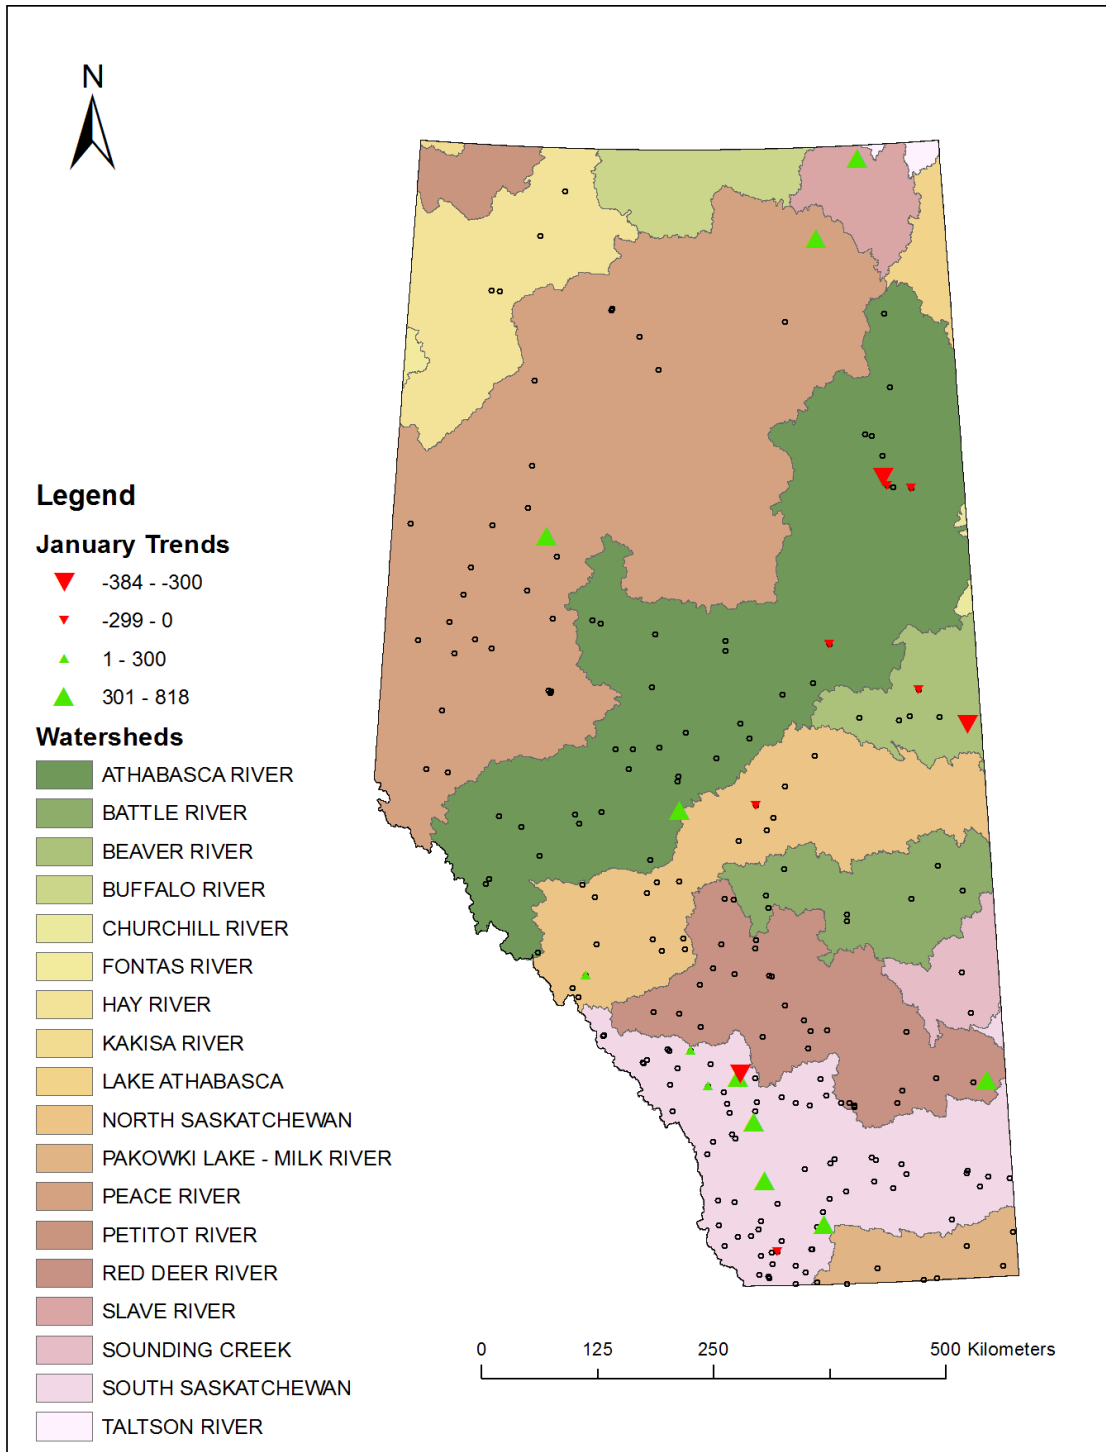 N
Legend
January Trends
-384 - -300
-299 - 0
1 - 300
301 - 818
Watersheds
ATHABASCA RIVER
BATTLE RIVER
BEAVER RIVER
BUFFALO RIVER
CHURCHILL RIVER
FONTAS RIVER
HAY RIVER
KAKISA RIVER
LAKE ATHABASCA
NORTH SASKATCHEWAN
PAKOWKI LAKE - MILK RIVER
PEACE RIVER
PETITOT RIVER
RED DEER RIVER
SLAVE RIVER
SOUNDING CREEK
SOUTH SASKATCHEWAN
TALTSON RIVER
0 125 250 500 Kilometers